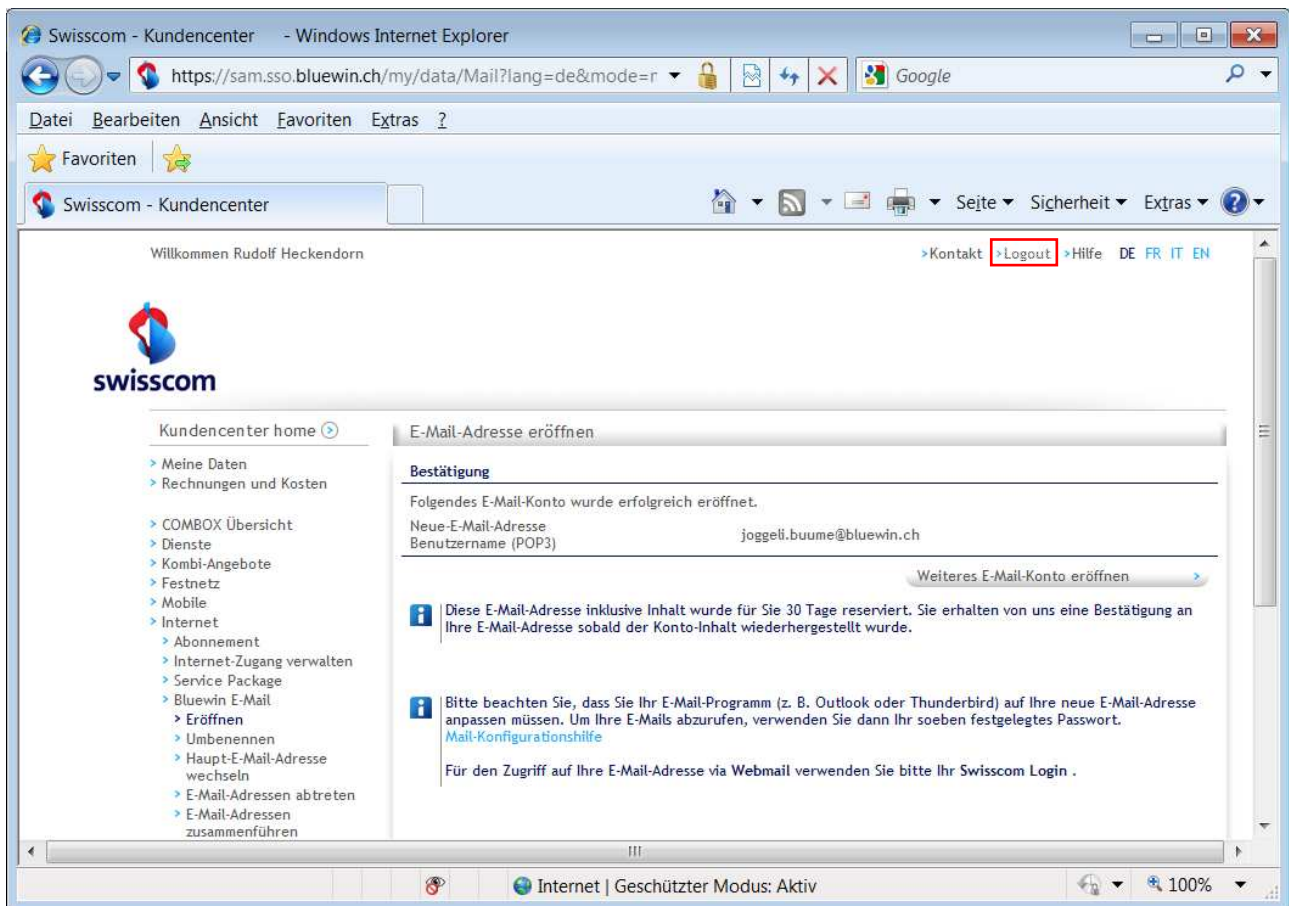 Swisscom - Kundencenter - Windows Internet Explorer
https://sam.sso.bluewin.ch/my/data/Mail?lang=de&mode=r
Google
Datei Bearbeiten Ansicht Favoriten Extras ?
Favoriten
Swisscom - Kundencenter
Seite Sicherheit Extras
Willkommen Rudolf Heckendorn
>Kontakt >Logout >Hilfe DE FR IT EN
swisscom
Kundencenter home
E-Mail-Adresse eröffnen
> Meine Daten
> Rechnungen und Kosten
> COMBOX Übersicht
> Dienste
> Kombi-Angebote
> Festnetz
> Mobile
> Internet
> Abonnement
> Internet-Zugang verwalten
> Service Package
> Bluewin E-Mail
> Eröffnen
> Umbenennen
> Haupt-E-Mail-Adresse
wechseln
> E-Mail-Adressen abtreten
> E-Mail-Adressen
zusammenführen
Bestätigung
Folgendes E-Mail-Konto wurde erfolgreich eröffnet.
Neue-E-Mail-Adresse
Benutzername (POP3)
joggeli.buume@bluewin.ch
Weiteres E-Mail-Konto eröffnen >
Diese E-Mail-Adresse inklusive Inhalt wurde für Sie 30 Tage reserviert. Sie erhalten von uns eine Bestätigung an
Ihre E-Mail-Adresse sobald der Konto-Inhalt wiederhergestellt wurde.
Bitte beachten Sie, dass Sie Ihr E-Mail-Programm (z. B. Outlook oder Thunderbird) auf Ihre neue E-Mail-Adresse
anpassen müssen. Um Ihre E-Mails abzurufen, verwenden Sie dann Ihr soeben festgelegtes Passwort.
Mail-Konfigurationshilfe
Für den Zugriff auf Ihre E-Mail-Adresse via Webmail verwenden Sie bitte Ihr Swisscom Login .
Internet | Geschützter Modus: Aktiv
100%